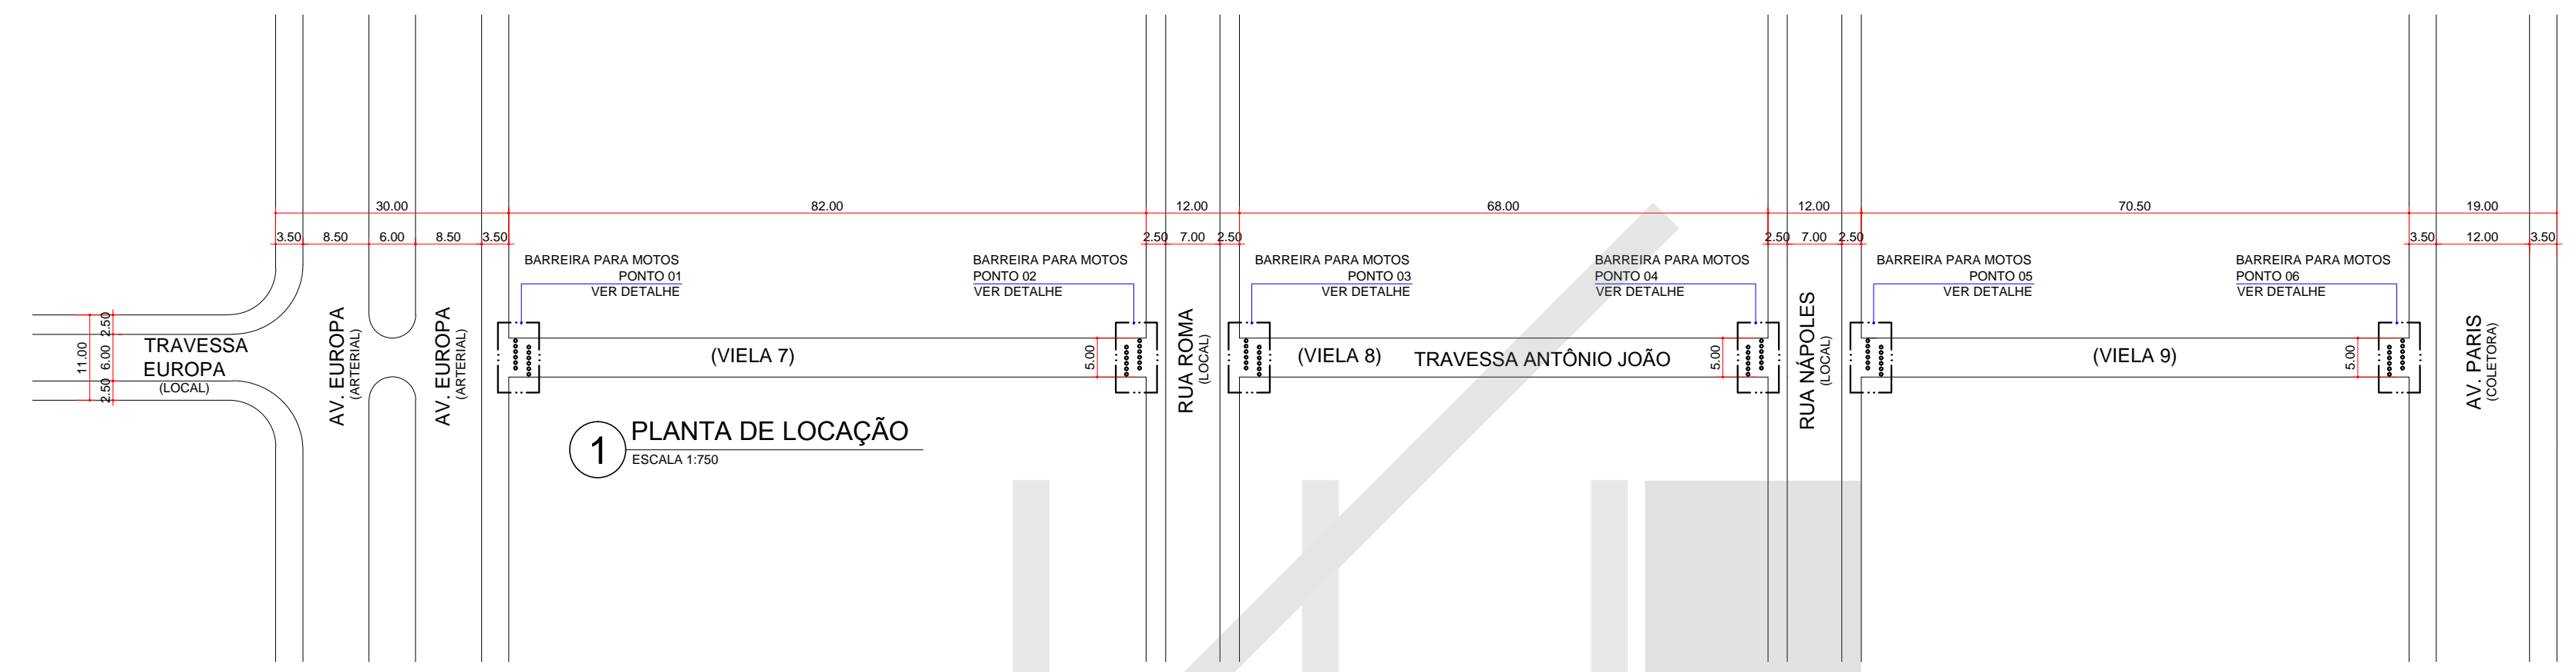 30.00
82.00
12.00
68.00
12.00
70.50
19.00
3.50
8.50
6.00
8.50
3.50
2.50
7.00
2.50
2.50
7.00
2.50
3.50
12.00
3.50
BARREIRA PARA MOTOS
PONTO 01
VER DETALHE
BARREIRA PARA MOTOS
PONTO 02
VER DETALHE
BARREIRA PARA MOTOS
PONTO 03
VER DETALHE
BARREIRA PARA MOTOS
PONTO 04
VER DETALHE
BARREIRA PARA MOTOS
PONTO 05
VER DETALHE
BARREIRA PARA MOTOS
PONTO 06
VER DETALHE
11.00
2.50
6.00
2.50
TRAVESSA
EUROPA
(LOCAL)
AV. EUROPA
(ARTERIAL)
AV. EUROPA
(ARTERIAL)
(VIELA 7)
5.00
RUA ROMA
(LOCAL)
(VIELA 8)
TRAVESSA ANTÔNIO JOÃO
5.00
RUA NÁPOLES
(LOCAL)
(VIELA 9)
5.00
AV. PARIS
(COLETORA)
1
PLANTA DE LOCAÇÃO
ESCALA 1:750